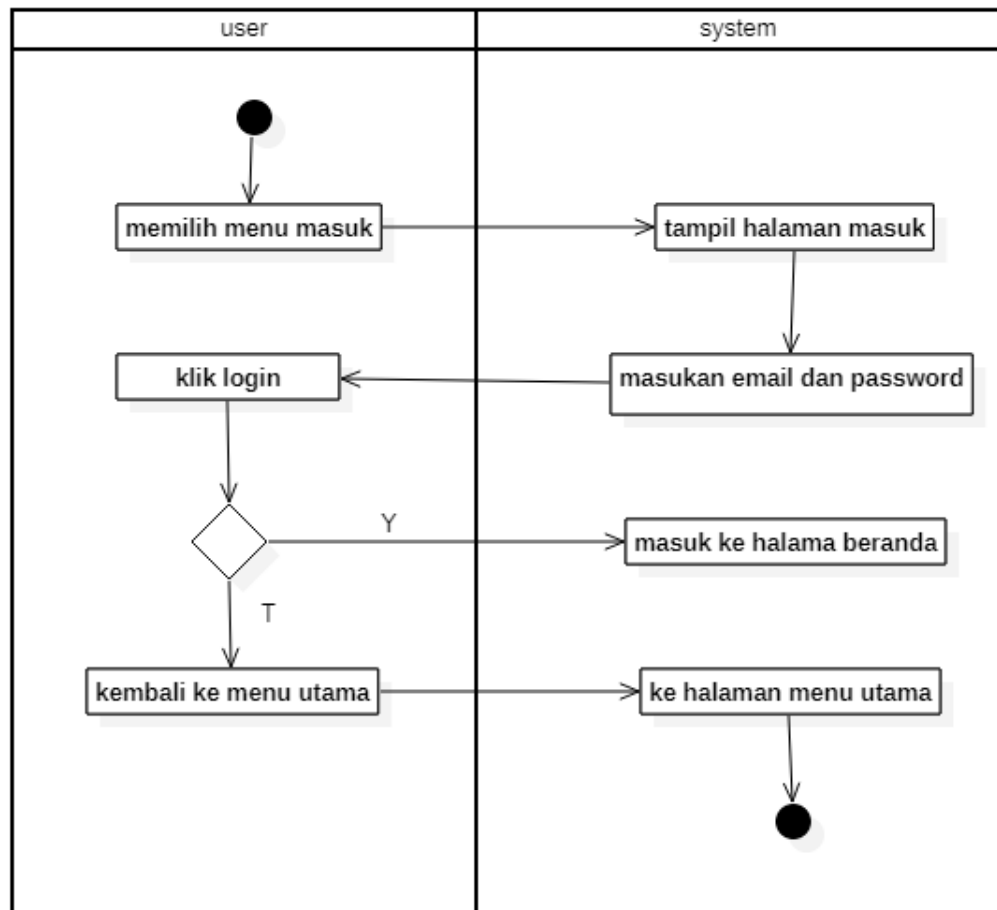 user
system
memilih menu masuk
tampil halaman masuk
klik login
masukan email dan password
Y
masuk ke halama beranda
T
kembali ke menu utama
ke halaman menu utama